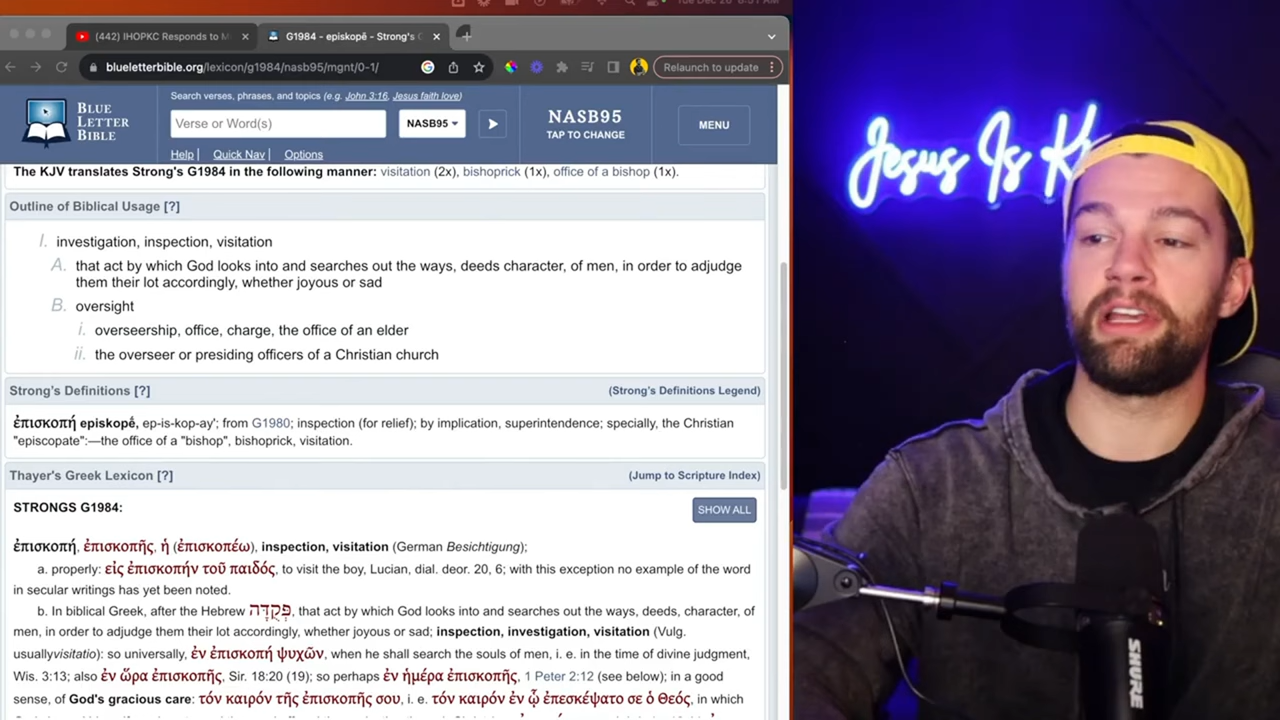 (442) IHOPKC Responds to M
G1984 - episkopē - Strong's G
blueletterbible.org/lexicon/g1984/nasb95/mgnt/0-1/
Relaunch to update
BLUE
LETTER
BIBLE
Search verses, phrases, and topics (e.g. John 3:16, Jesus faith love)
Verse or Word(s)
NASB95
NASB95
TAP TO CHANGE
MENU
Help | Quick Nav | Options
The KJV translates Strong's G1984 in the following manner: visitation (2x), bishoprick (1x), office of a bishop (1x).
Outline of Biblical Usage [?]
I. investigation, inspection, visitation
A. that act by which God looks into and searches out the ways, deeds character, of men, in order to adjudge
them their lot accordingly, whether joyous or sad
B. oversight
i. overseership, office, charge, the office of an elder
ii. the overseer or presiding officers of a Christian church
Strong's Definitions [?] (Strong's Definitions Legend)
ἐπισκοπή episkopḗ, ep-is-kop-ay'; from G1980; inspection (for relief); by implication, superintendence; specially, the Christian
"episcopate":—the office of a "bishop", bishoprick, visitation.
Thayer's Greek Lexicon [?] (Jump to Scripture Index)
STRONGS G1984:
SHOW ALL
ἐπισκοπή, ἐπισκοπῆς, ἡ (ἐπισκοπέω), inspection, visitation (German Besichtigung);
a. properly: εἰς ἐπισκοπήν τοῦ παιδός, to visit the boy, Lucian, dial. deor. 20, 6; with this exception no example of the word
in secular writings has yet been noted.
b. In biblical Greek, after the Hebrew פְּקֻדָּה, that act by which God looks into and searches out the ways, deeds, character, of
men, in order to adjudge them their lot accordingly, whether joyous or sad; inspection, investigation, visitation (Vulg.
usuallyvisitatio): so universally, ἐν ἐπισκοπή ψυχῶν, when he shall search the souls of men, i. e. in the time of divine judgment,
Wis. 3:13; also ἐν ὥρα ἐπισκοπῆς, Sir. 18:20 (19); so perhaps ἐν ἡμέρα ἐπισκοπῆς, 1 Peter 2:12 (see below); in a good
sense, of God's gracious care: τόν καιρόν τῆς ἐπισκοπῆς σου, i. e. τόν καιρόν ἐν ᾧ ἐπεσκέψατο σε ὁ Θεός, in which
Jesus Is K
SHURE